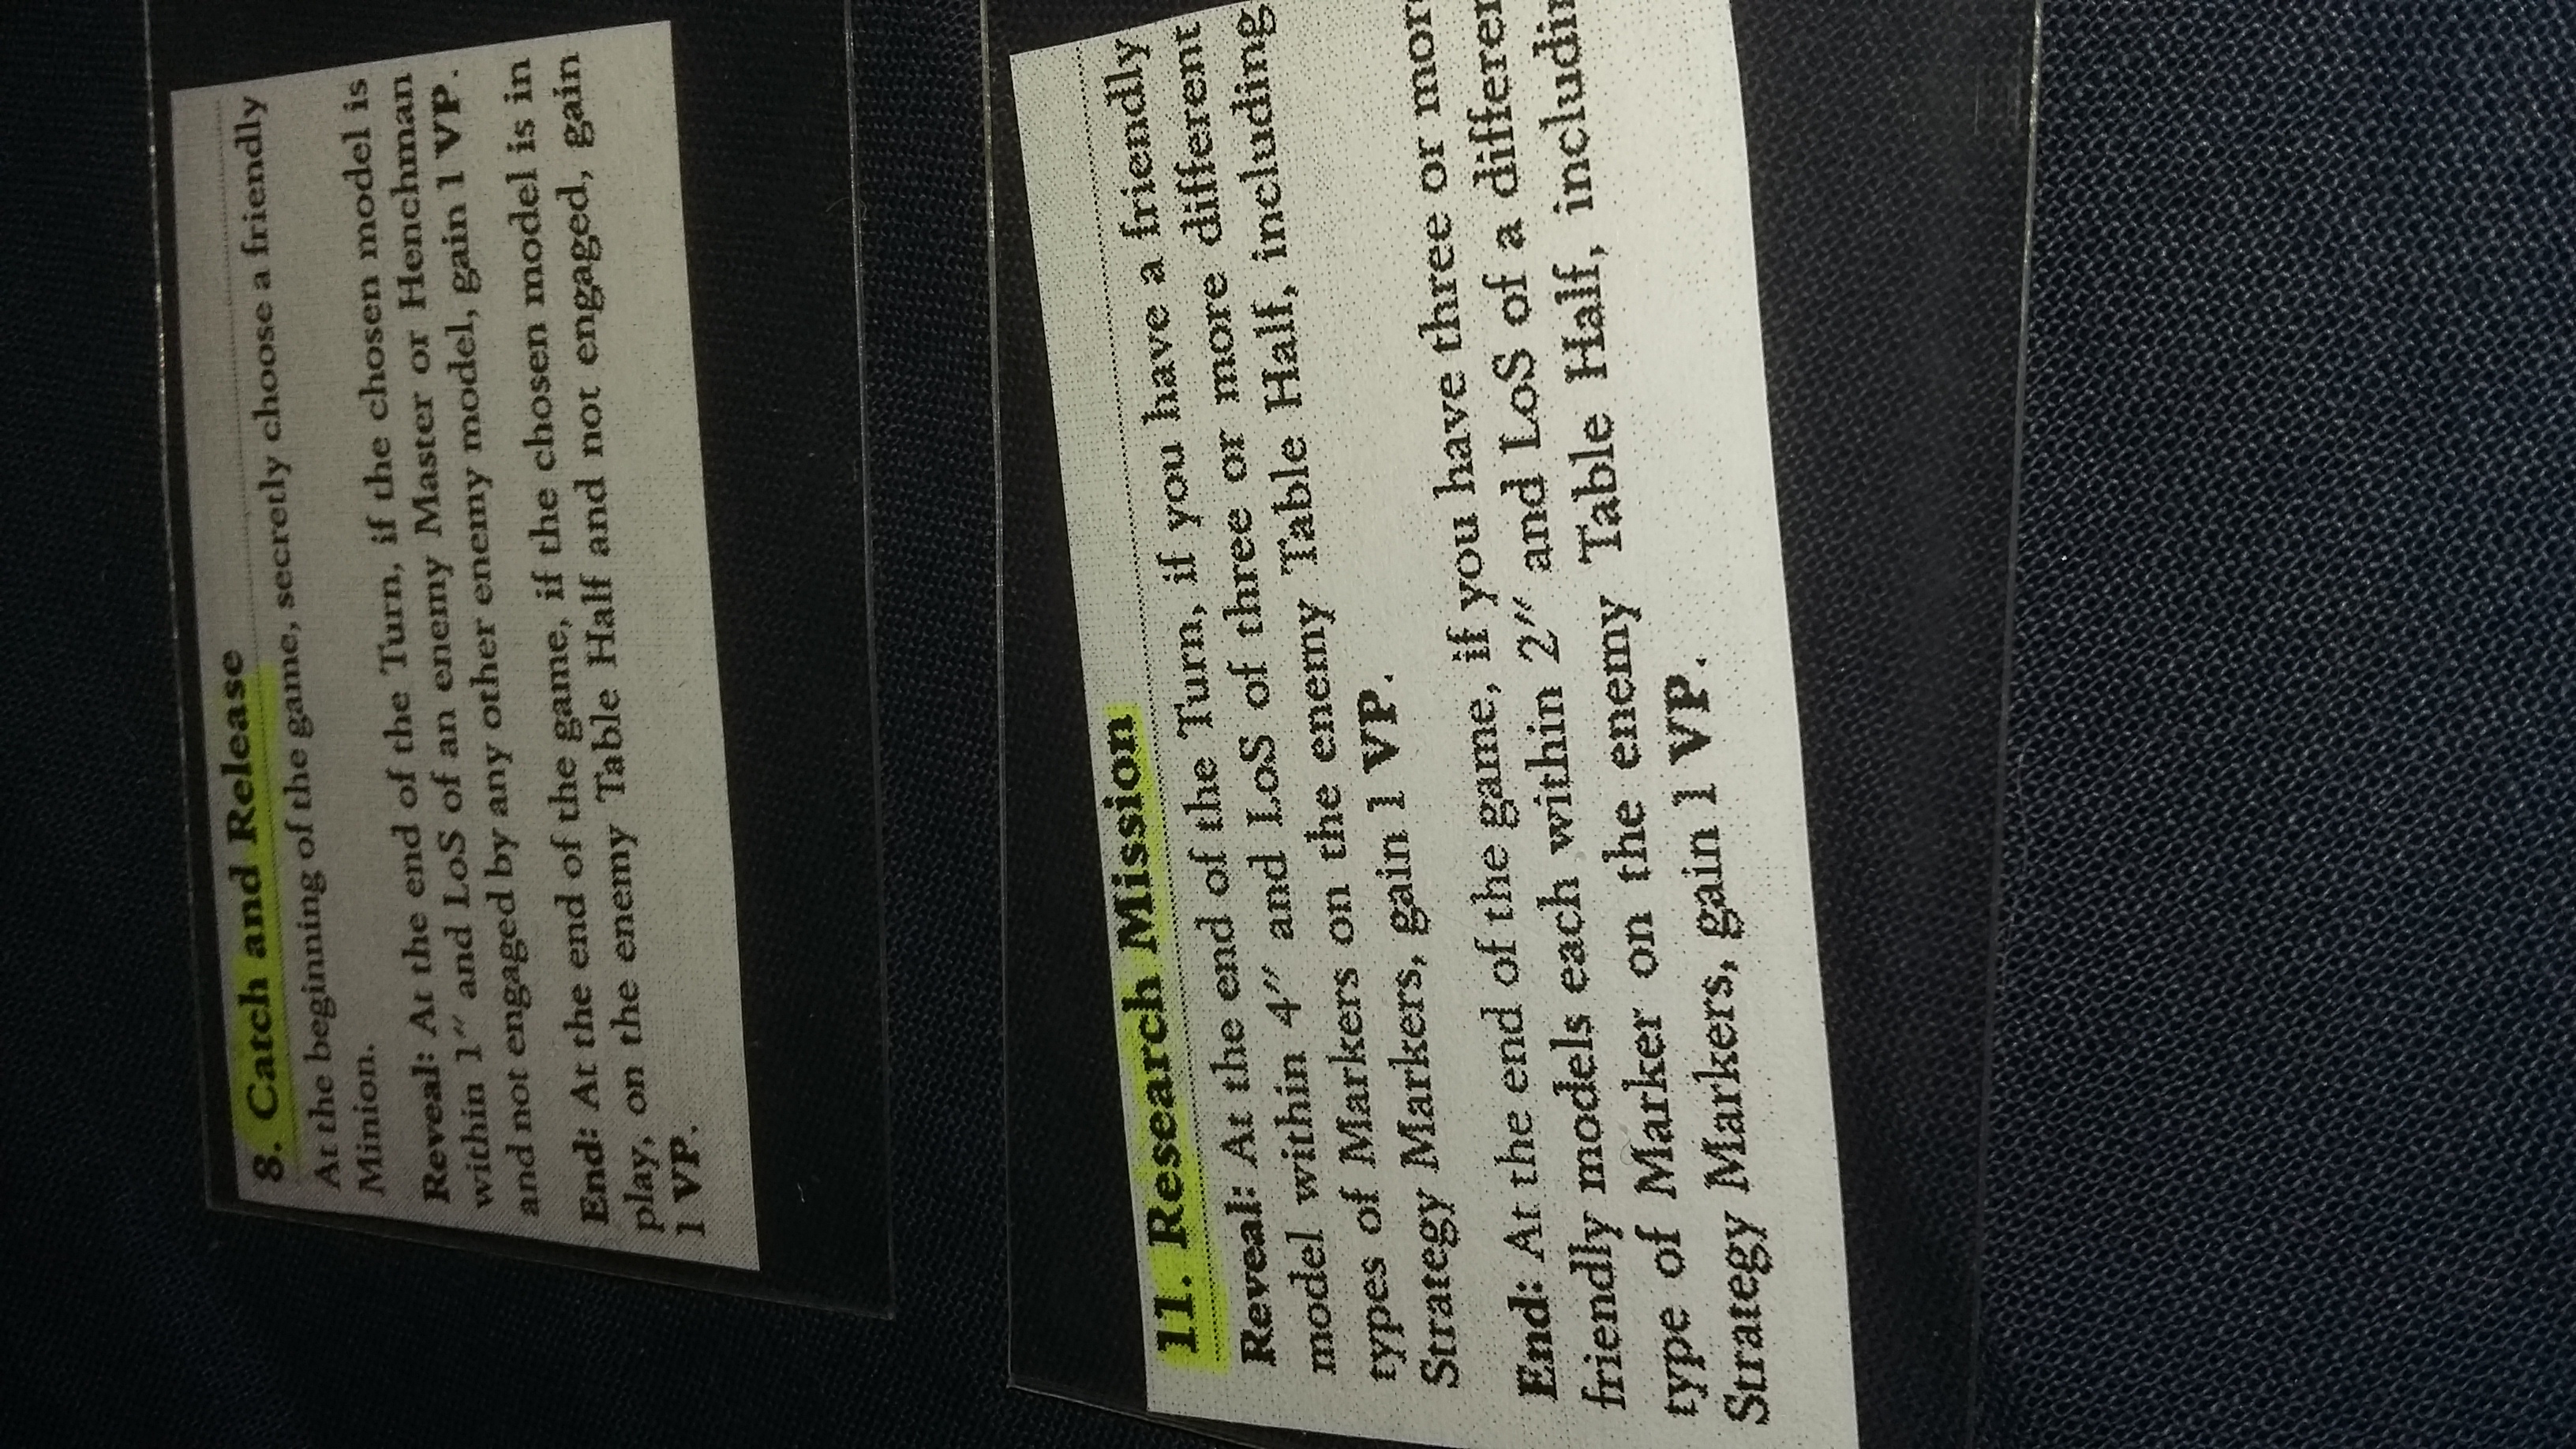 8. Catch and Release
At the beginning of the game, secretly choose a friendly
Minion.
Reveal: At the end of the Turn, if the chosen model is
within 1" and LoS of an enemy Master or Henchman
and not engaged by any other enemy model, gain 1 VP.
End: At the end of the game, if the chosen model is in
play, on the enemy Table Half and not engaged, gain
1 VP.
11. Research Mission
Reveal: At the end of the Turn, if you have a friendly
model within 4" and LoS of three or more different
types of Markers on the enemy Table Half, including
Strategy Markers, gain 1 VP.
End: At the end of the game, if you have three or mor
friendly models each within 2" and LoS of a differen
type of Marker on the enemy Table Half, includin
Strategy Markers, gain 1 VP.